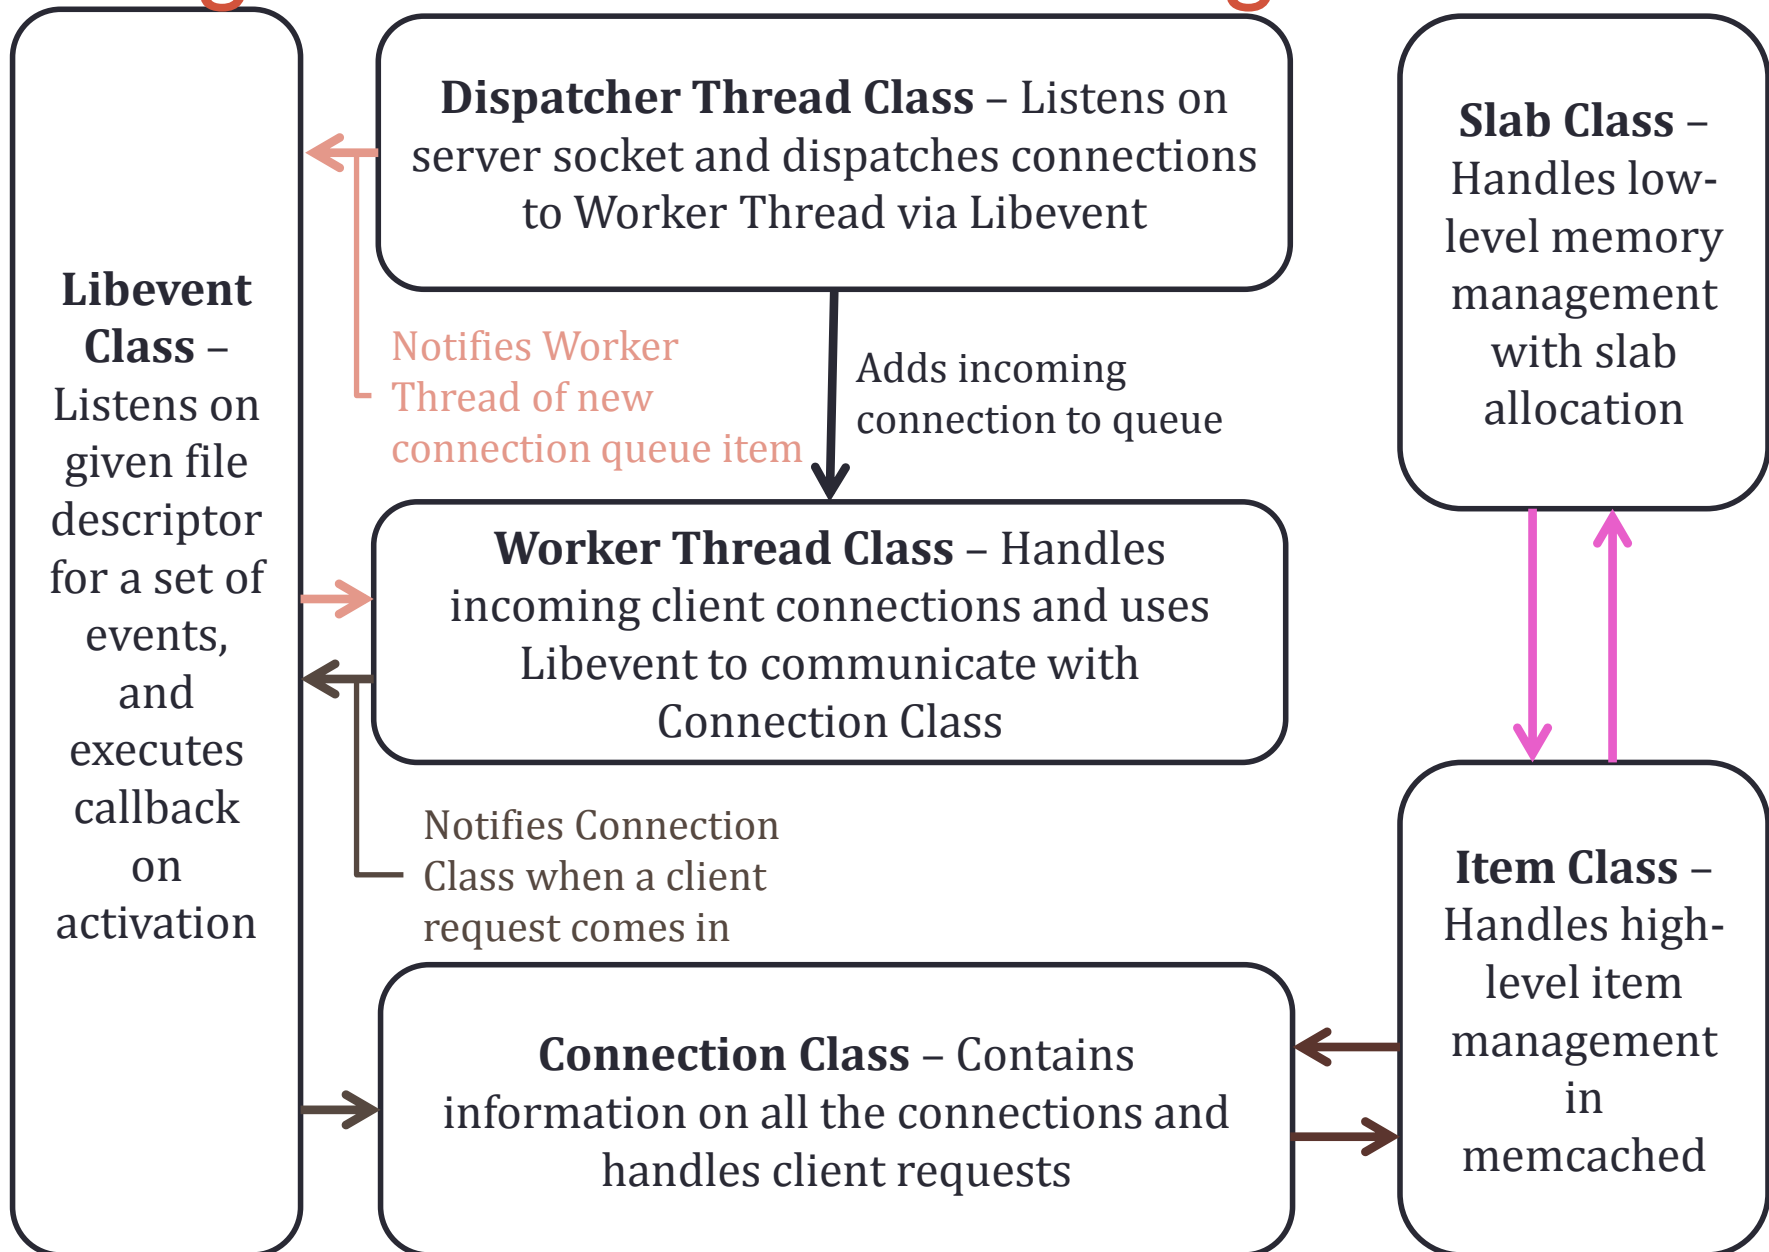 Libevent
Class –
Listens on
given file
descriptor
for a set of
events,
and
executes
callback
on
activation
Dispatcher Thread Class – Listens on
server socket and dispatches connections
to Worker Thread via Libevent
Notifies Worker
Thread of new
connection queue item
Adds incoming
connection to queue
Worker Thread Class – Handles
incoming client connections and uses
Libevent to communicate with
Connection Class
Notifies Connection
Class when a client
request comes in
Connection Class – Contains
information on all the connections and
handles client requests
Slab Class –
Handles low-
level memory
management
with slab
allocation
Item Class –
Handles high-
level item
management
in
memcached